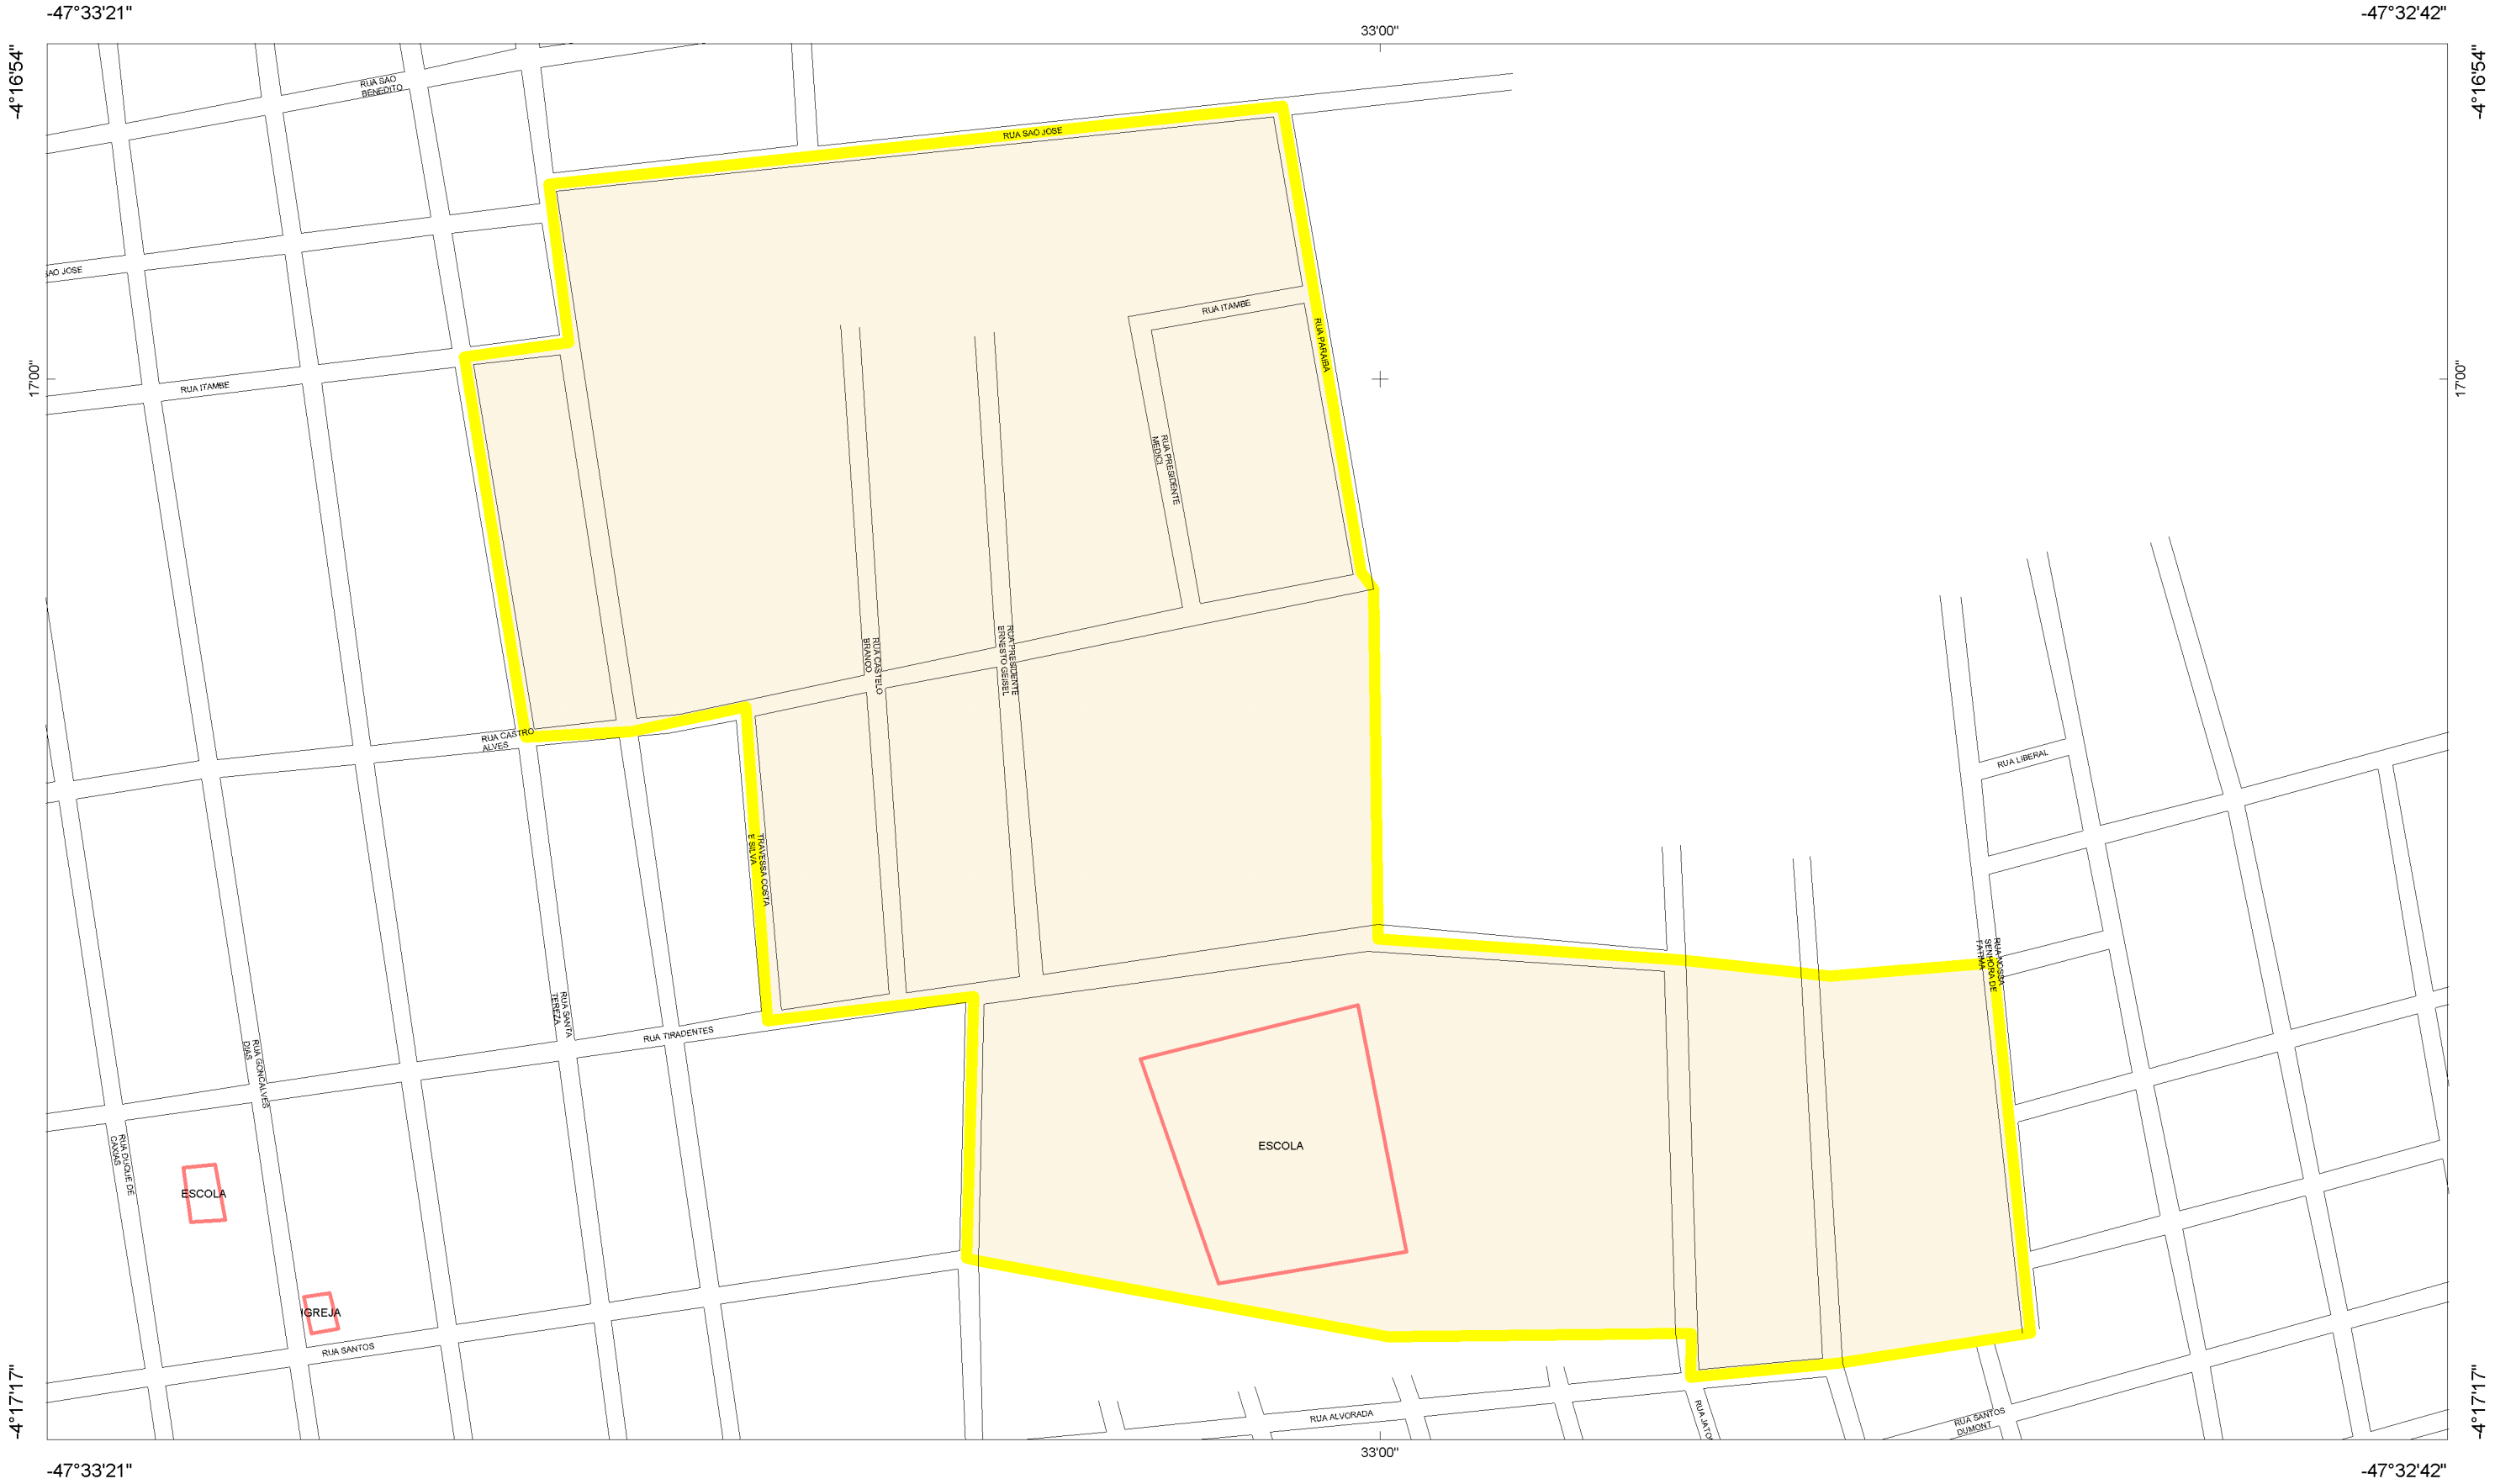 -47°33'21"
-47°32'42"
33'00"
-4°16'54"
-4°16'54"
RUA SAO
BENEDITO
RUA SAO JOSE
SAO JOSE
RUA ITAMBE
RUA PARAIBA
17'00"
17'00"
RUA ITAMBE
RUA PRESIDENTE
MEDICI
RUA CASTELO
BRANCO
RUA PRESIDENTE
ERNESTO GEISEL
RUA CASTRO
ALVES
RUA LIBERAL
TRAVESSA COSTA
E SILVA
RUA NOSSA
SENHORA DE
FATIMA
RUA SANTA
TEREZA
RUA TIRADENTES
RUA GONCALVES
DIAS
RUA DUQUE DE
CAXIAS
ESCOLA
ESCOLA
IGREJA
RUA SANTOS
RUA ALVORADA
RUA SANTOS
DUMONT
-4°17'17"
-4°17'17"
33'00"
-47°33'21"
-47°32'42"